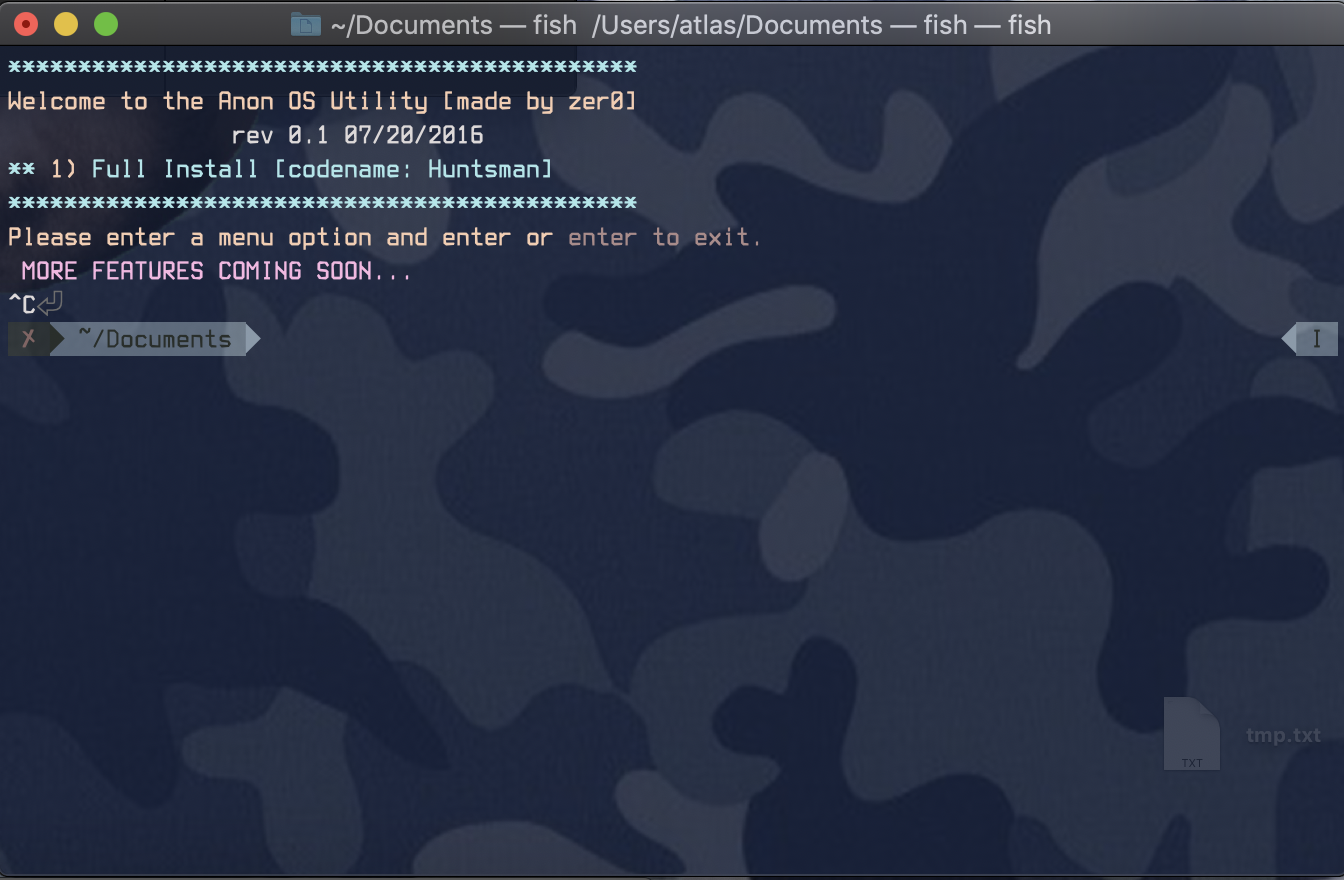 ~/Documents — fish  /Users/atlas/Documents — fish — fish
*********************************************
Welcome to the Anon OS Utility [made by zer0]
                rev 0.1 07/20/2016
** 1) Full Install [codename: Huntsman]
*********************************************
Please enter a menu option and enter or enter to exit.
 MORE FEATURES COMING SOON...
^C⏎
✗ ~/Documents I
tmp.txt
TXT